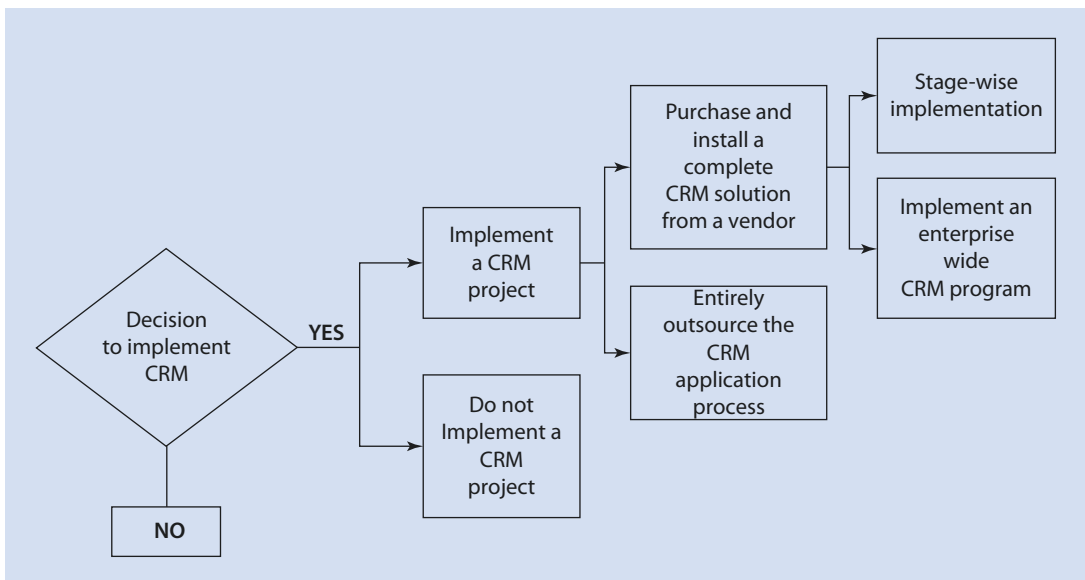 Decision
to implement
CRM
NO
YES
Implement
a CRM
project
Do not
Implement a
CRM
project
Purchase and
install a
complete
CRM solution
from a vendor
Entirely
outsource the
CRM
application
process
Stage-wise
implementation
Implement an
enterprise
wide
CRM program